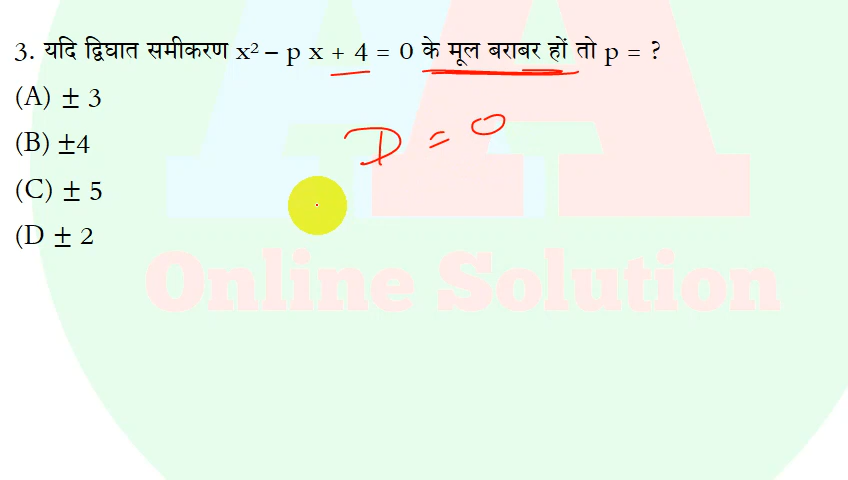 3. यदि द्विघात समीकरण x² – p x + 4 = 0 के मूल बराबर हों तो p = ?
(A) ± 3
D = 0
(B) ±4
(C) ± 5
(D ± 2
Online Solution